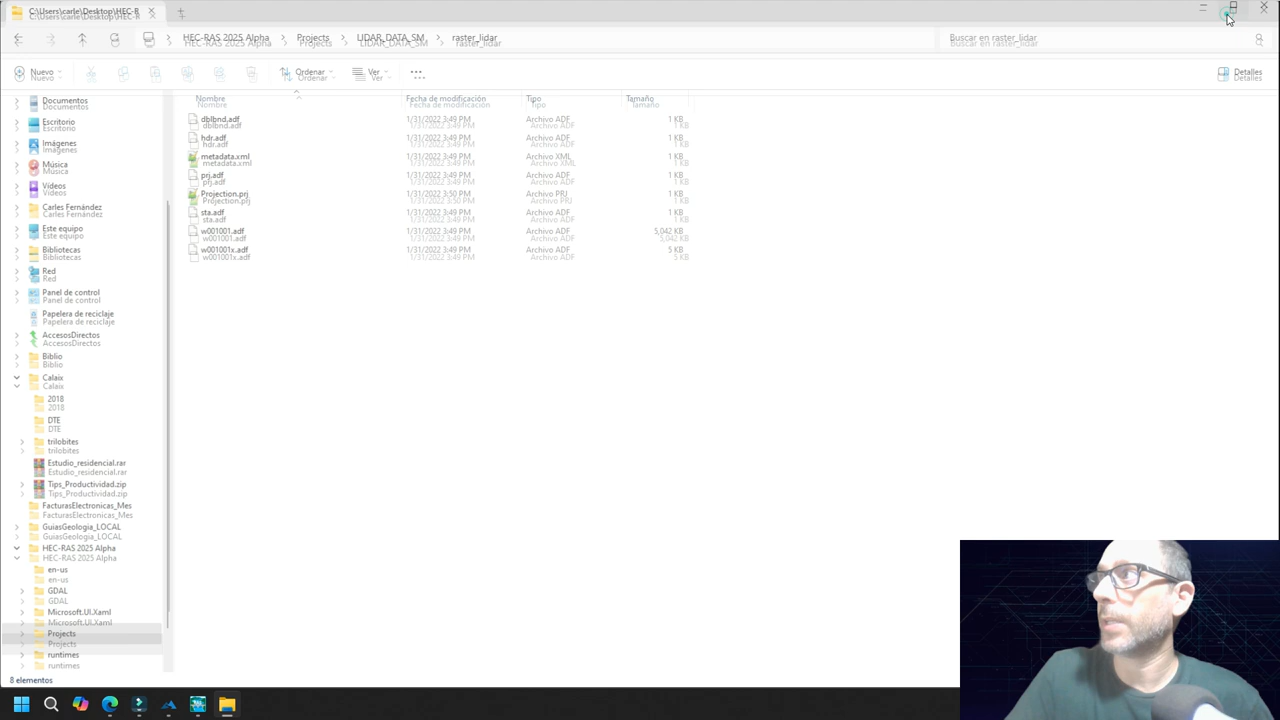 C:\Users\carle\Desktop\HEC-R
HEC-RAS 2025 Alpha > Projects > LIDAR_DATA_SM > raster_lidar
Buscar en raster_lidar
Nuevo
Ordenar
Ver
Detalles
Nombre Fecha de modificación Tipo Tamaño
dblbnd.adf 1/31/2022 3:49 PM Archivo ADF 1 KB
hdr.adf 1/31/2022 3:49 PM Archivo ADF 1 KB
metadata.xml 1/31/2022 3:49 PM Archivo XML 1 KB
prj.adf 1/31/2022 3:49 PM Archivo ADF 1 KB
Projection.prj 1/31/2022 3:50 PM Archivo PRJ 1 KB
sta.adf 1/31/2022 3:49 PM Archivo ADF 1 KB
w001001.adf 1/31/2022 3:49 PM Archivo ADF 5,042 KB
w001001x.adf 1/31/2022 3:49 PM Archivo ADF 5 KB
Documentos
Escritorio
Imágenes
Música
Vídeos
Carles Fernández
Este equipo
Bibliotecas
Red
Panel de control
Papelera de reciclaje
AccesosDirectos
Biblio
Calaix
2018
DTE
trilobites
Estudio_residencial.rar
Tips_Productividad.zip
FacturasElectronicas_Mes
GuiasGeologia_LOCAL
HEC-RAS 2025 Alpha
en-us
GDAL
Microsoft.UI.Xaml
Projects
runtimes
8 elementos